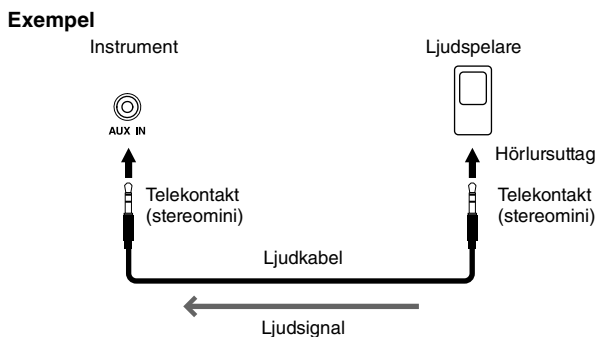 Exempel
Instrument
Ljudspelare
AUX IN
Hörlursuttag
Telekontakt
(stereomini)
Telekontakt
(stereomini)
Ljudkabel
Ljudsignal